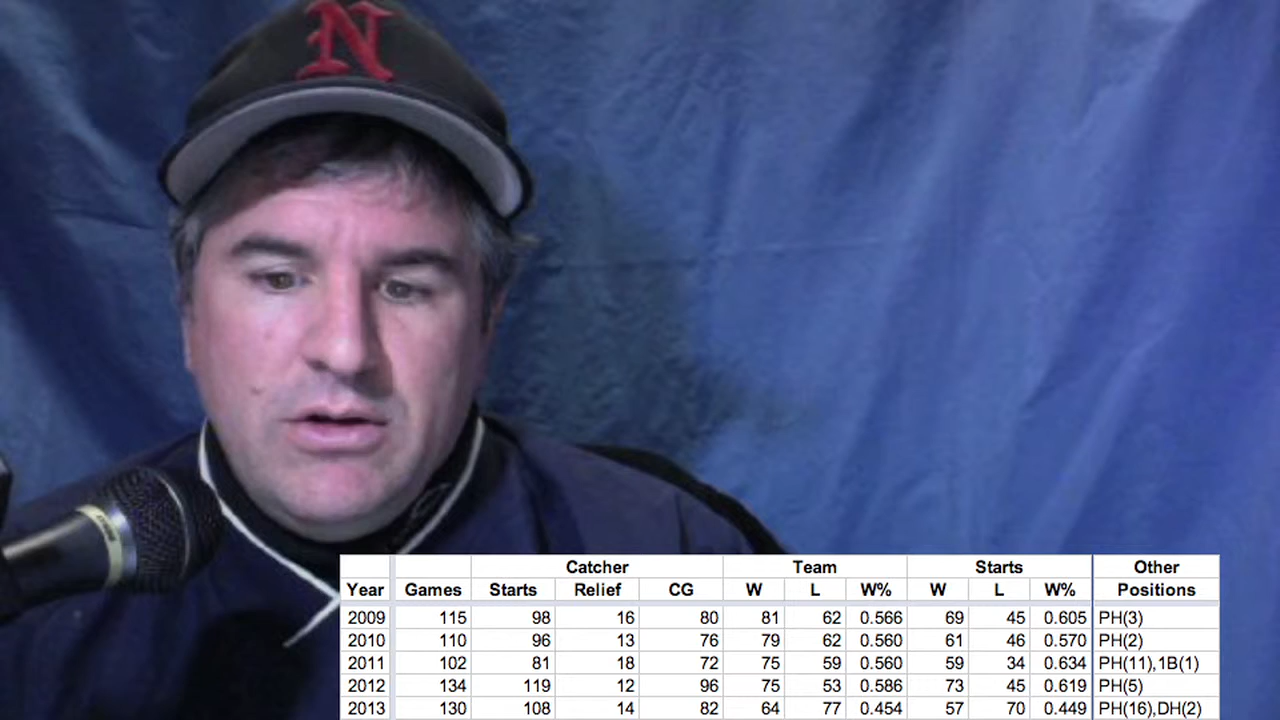 N
Catcher Team Starts Other
Year Games Starts Relief CG W L W% W L W% Positions
2009 115 98 16 80 81 62 0.566 69 45 0.605 PH(3)
2010 110 96 13 76 79 62 0.560 61 46 0.570 PH(2)
2011 102 81 18 72 75 59 0.560 59 34 0.634 PH(11),1B(1)
2012 134 119 12 96 75 53 0.586 73 45 0.619 PH(5)
2013 130 108 14 82 64 77 0.454 57 70 0.449 PH(16),DH(2)